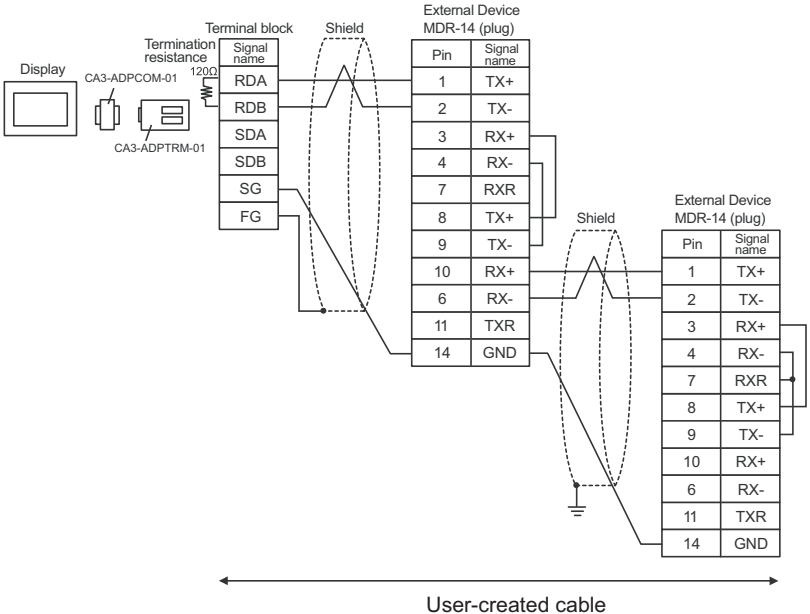 Display
CA3-ADPCOM-01
CA3-ADPTRM-01
Termination
resistance
120Ω
Terminal block
Signal
name
RDA
RDB
SDA
SDB
SG
FG
Shield
External Device
MDR-14 (plug)
Pin Signal
name
1 TX+
2 TX-
3 RX+
4 RX-
7 RXR
8 TX+
9 TX-
10 RX+
6 RX-
11 TXR
14 GND
Shield
External Device
MDR-14 (plug)
Pin Signal
name
1 TX+
2 TX-
3 RX+
4 RX-
7 RXR
8 TX+
9 TX-
10 RX+
6 RX-
11 TXR
14 GND
User-created cable